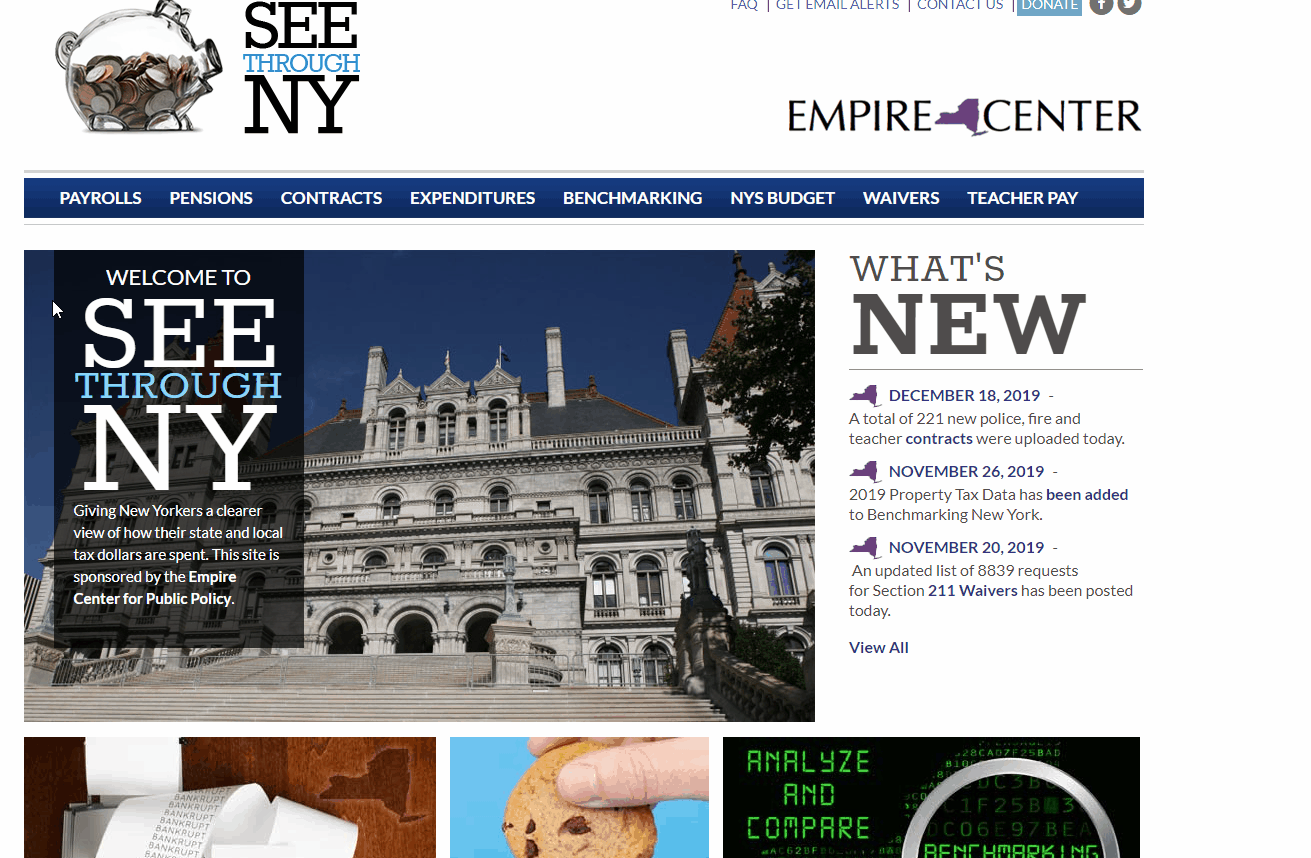 FAQ | GET EMAIL ALERTS | CONTACT US | DONATE
SEE
THROUGH
NY
EMPIRE CENTER
PAYROLLS PENSIONS CONTRACTS EXPENDITURES BENCHMARKING NYS BUDGET WAIVERS TEACHER PAY
WELCOME TO
SEE
THROUGH
NY
Giving New Yorkers a clearer
view of how their state and local
tax dollars are spent. This site is
sponsored by the Empire
Center for Public Policy.
WHAT'S
NEW
DECEMBER 18, 2019 -
A total of 221 new police, fire and
teacher contracts were uploaded today.
NOVEMBER 26, 2019 -
2019 Property Tax Data has been added
to Benchmarking New York.
NOVEMBER 20, 2019 -
An updated list of 8839 requests
for Section 211 Waivers has been posted
today.
View All
BANKRUPT
BANKRUPT
BANKRUPT
BANKRUPT
BANKRUPT
BANKRUPT
ANALYZE
AND
COMPARE
BENCHMARKING